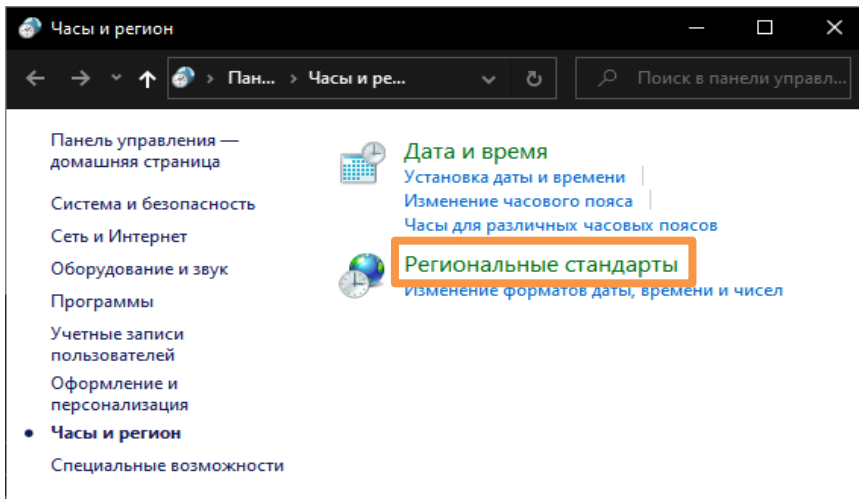 Часы и регион
Пан... › Часы и ре...
Поиск в панели управл...
Панель управления —
домашняя страница
Система и безопасность
Сеть и Интернет
Оборудование и звук
Программы
Учетные записи
пользователей
Оформление и
персонализация
Часы и регион
Специальные возможности
Дата и время
Установка даты и времени
Изменение часового пояса
Часы для различных часовых поясов
Региональные стандарты
Изменение форматов даты, времени и чисел